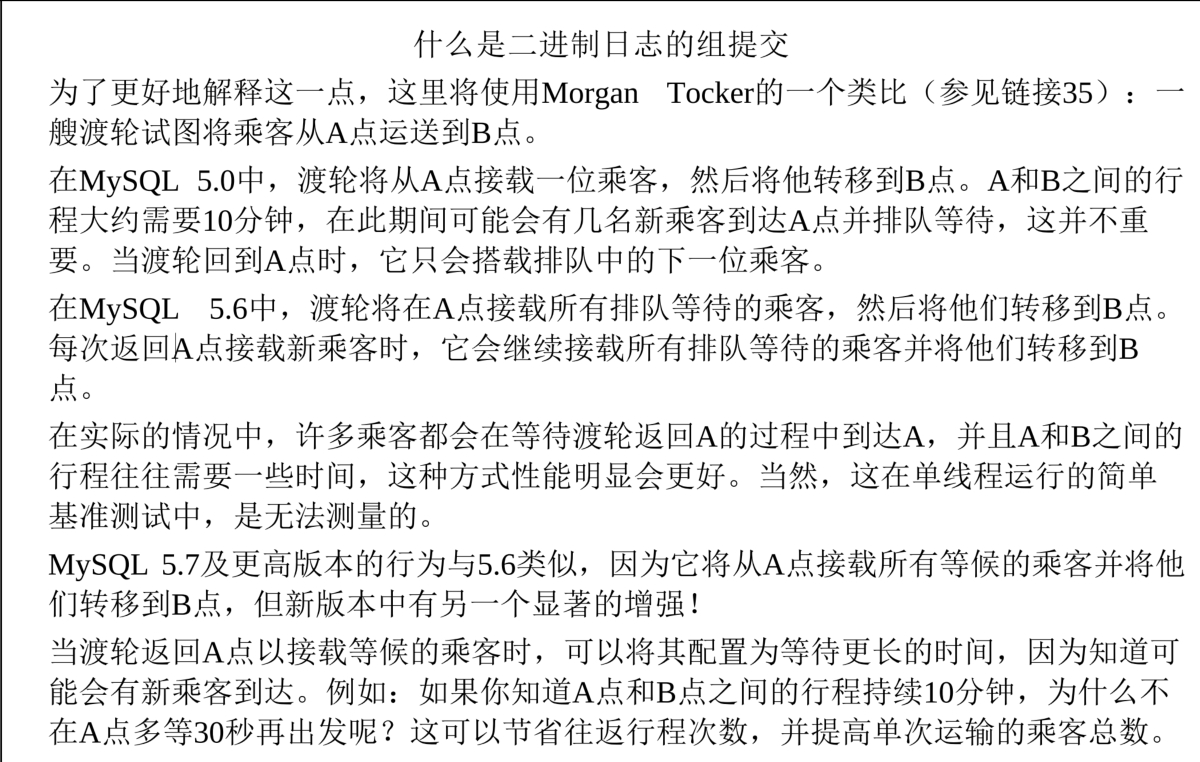 什么是二进制日志的组提交
为了更好地解释这一点，这里将使用Morgan Tocker的一个类比（参见链接35）：一
艘渡轮试图将乘客从A点运送到B点。
在MySQL 5.0中，渡轮将从A点接载一位乘客，然后将他转移到B点。A和B之间的行
程大约需要10分钟，在此期间可能会有几名新乘客到达A点并排队等待，这并不重
要。当渡轮回到A点时，它只会搭载排队中的下一位乘客。
在MySQL 5.6中，渡轮将在A点接载所有排队等待的乘客，然后将他们转移到B点。
每次返回A点接载新乘客时，它会继续接载所有排队等待的乘客并将他们转移到B
点。
在实际的情况中，许多乘客都会在等待渡轮返回A的过程中到达A，并且A和B之间的
行程往往需要一些时间，这种方式性能明显会更好。当然，这在单线程运行的简单
基准测试中，是无法测量的。
MySQL 5.7及更高版本的行为与5.6类似，因为它将从A点接载所有等候的乘客并将他
们转移到B点，但新版本中有另一个显著的增强！
当渡轮返回A点以接载等候的乘客时，可以将其配置为等待更长的时间，因为知道可
能会有新乘客到达。例如：如果你知道A点和B点之间的行程持续10分钟，为什么不
在A点多等30秒再出发呢？这可以节省往返行程次数，并提高单次运输的乘客总数。